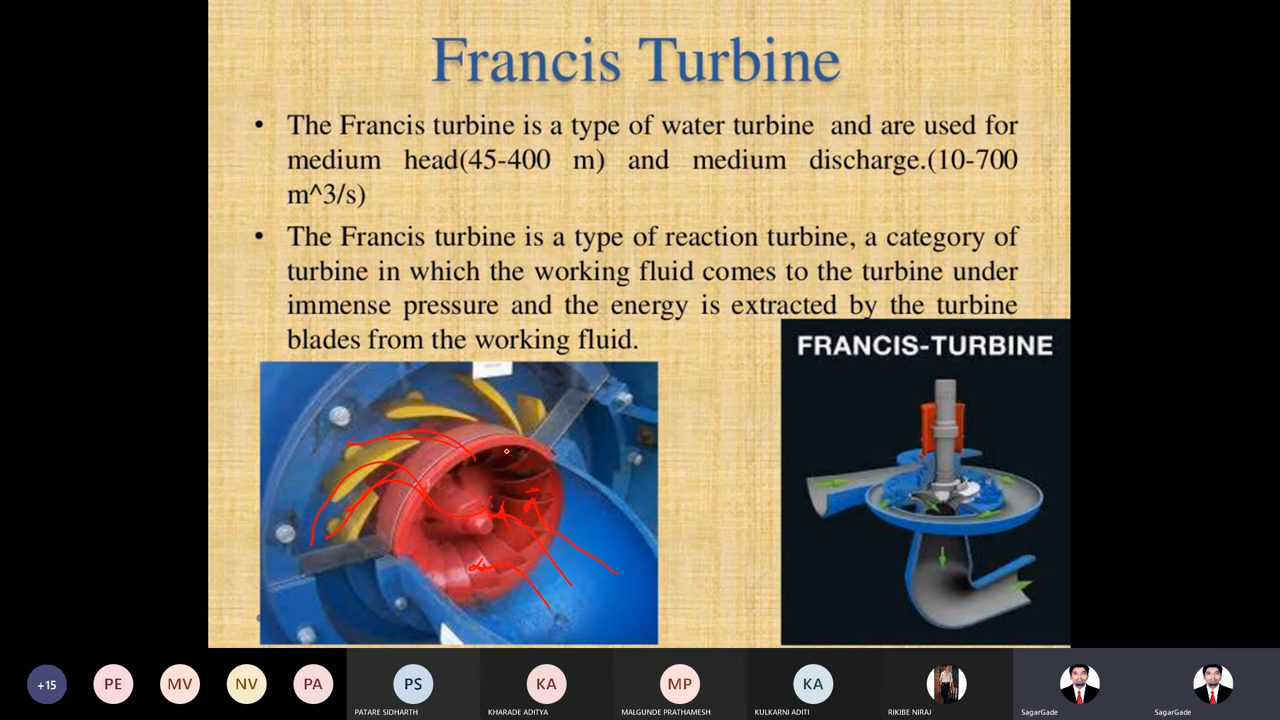 Francis Turbine
• The Francis turbine is a type of water turbine and are used for
medium head(45-400 m) and medium discharge.(10-700
m^3/s)
• The Francis turbine is a type of reaction turbine, a category of
turbine in which the working fluid comes to the turbine under
immense pressure and the energy is extracted by the turbine
blades from the working fluid.
FRANCIS-TURBINE
+15
PE
MV
NV
PA
PS
KA
MP
KA
PATARE SIDHARTH
KHARADE ADITYA
MALGUNDE PRATHAMESH
KULKARNI ADITI
RIKIBE NIRAJ
SagarGade
SagarGade